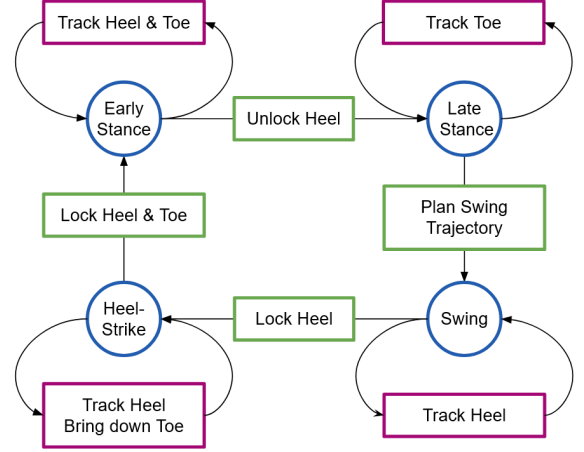 Track Heel & Toe
Track Toe
Early
Stance
Unlock Heel
Late
Stance
Lock Heel & Toe
Plan Swing
Trajectory
Heel-
Strike
Lock Heel
Swing
Track Heel
Bring down Toe
Track Heel